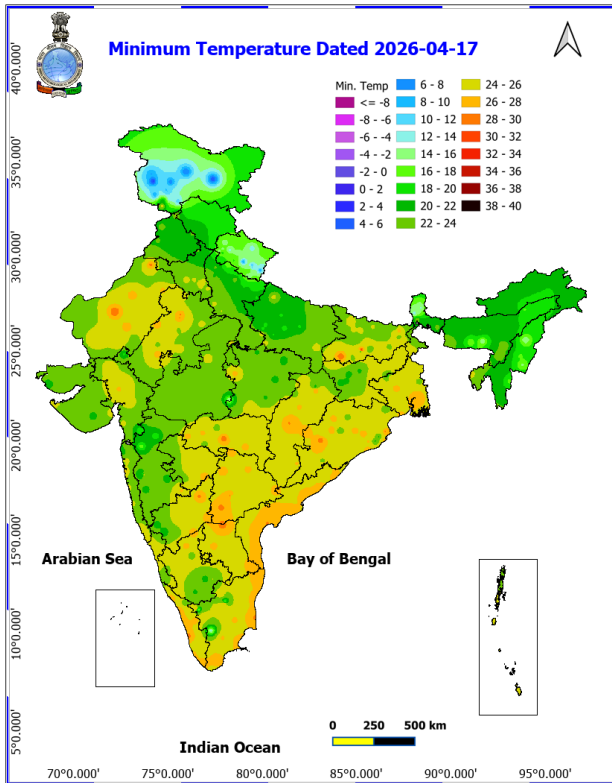 Minimum Temperature Dated 2026-04-17
Min. Temp
<= -8
-8 - -6
-6 - -4
-4 - -2
-2 - 0
0 - 2
2 - 4
4 - 6
6 - 8
8 - 10
10 - 12
12 - 14
14 - 16
16 - 18
18 - 20
20 - 22
22 - 24
24 - 26
26 - 28
28 - 30
30 - 32
32 - 34
34 - 36
36 - 38
38 - 40
40°0.000'
35°0.000'
30°0.000'
25°0.000'
20°0.000'
15°0.000'
10°0.000'
5°0.000'
Arabian Sea
Bay of Bengal
0 250 500 km
Indian Ocean
70°0.000' 75°0.000' 80°0.000' 85°0.000' 90°0.000' 95°0.000'